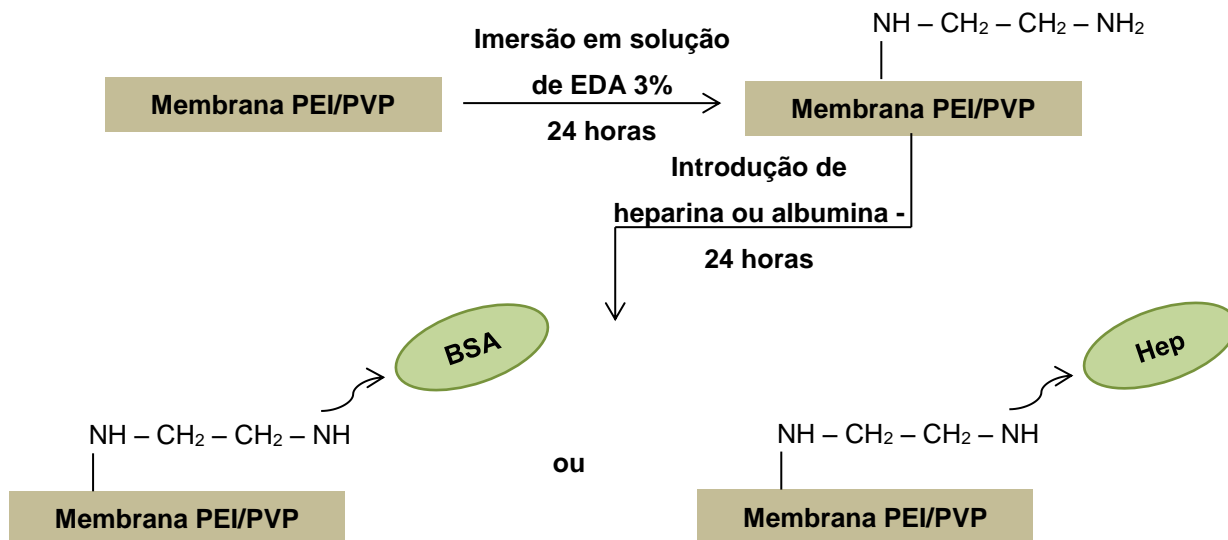 NH – CH₂ – CH₂ – NH₂
Imersão em solução
de EDA 3%
24 horas
Membrana PEI/PVP
Membrana PEI/PVP
Introdução de
heparina ou albumina -
24 horas
BSA
Hep
NH – CH₂ – CH₂ – NH
ou
NH – CH₂ – CH₂ – NH
Membrana PEI/PVP
Membrana PEI/PVP